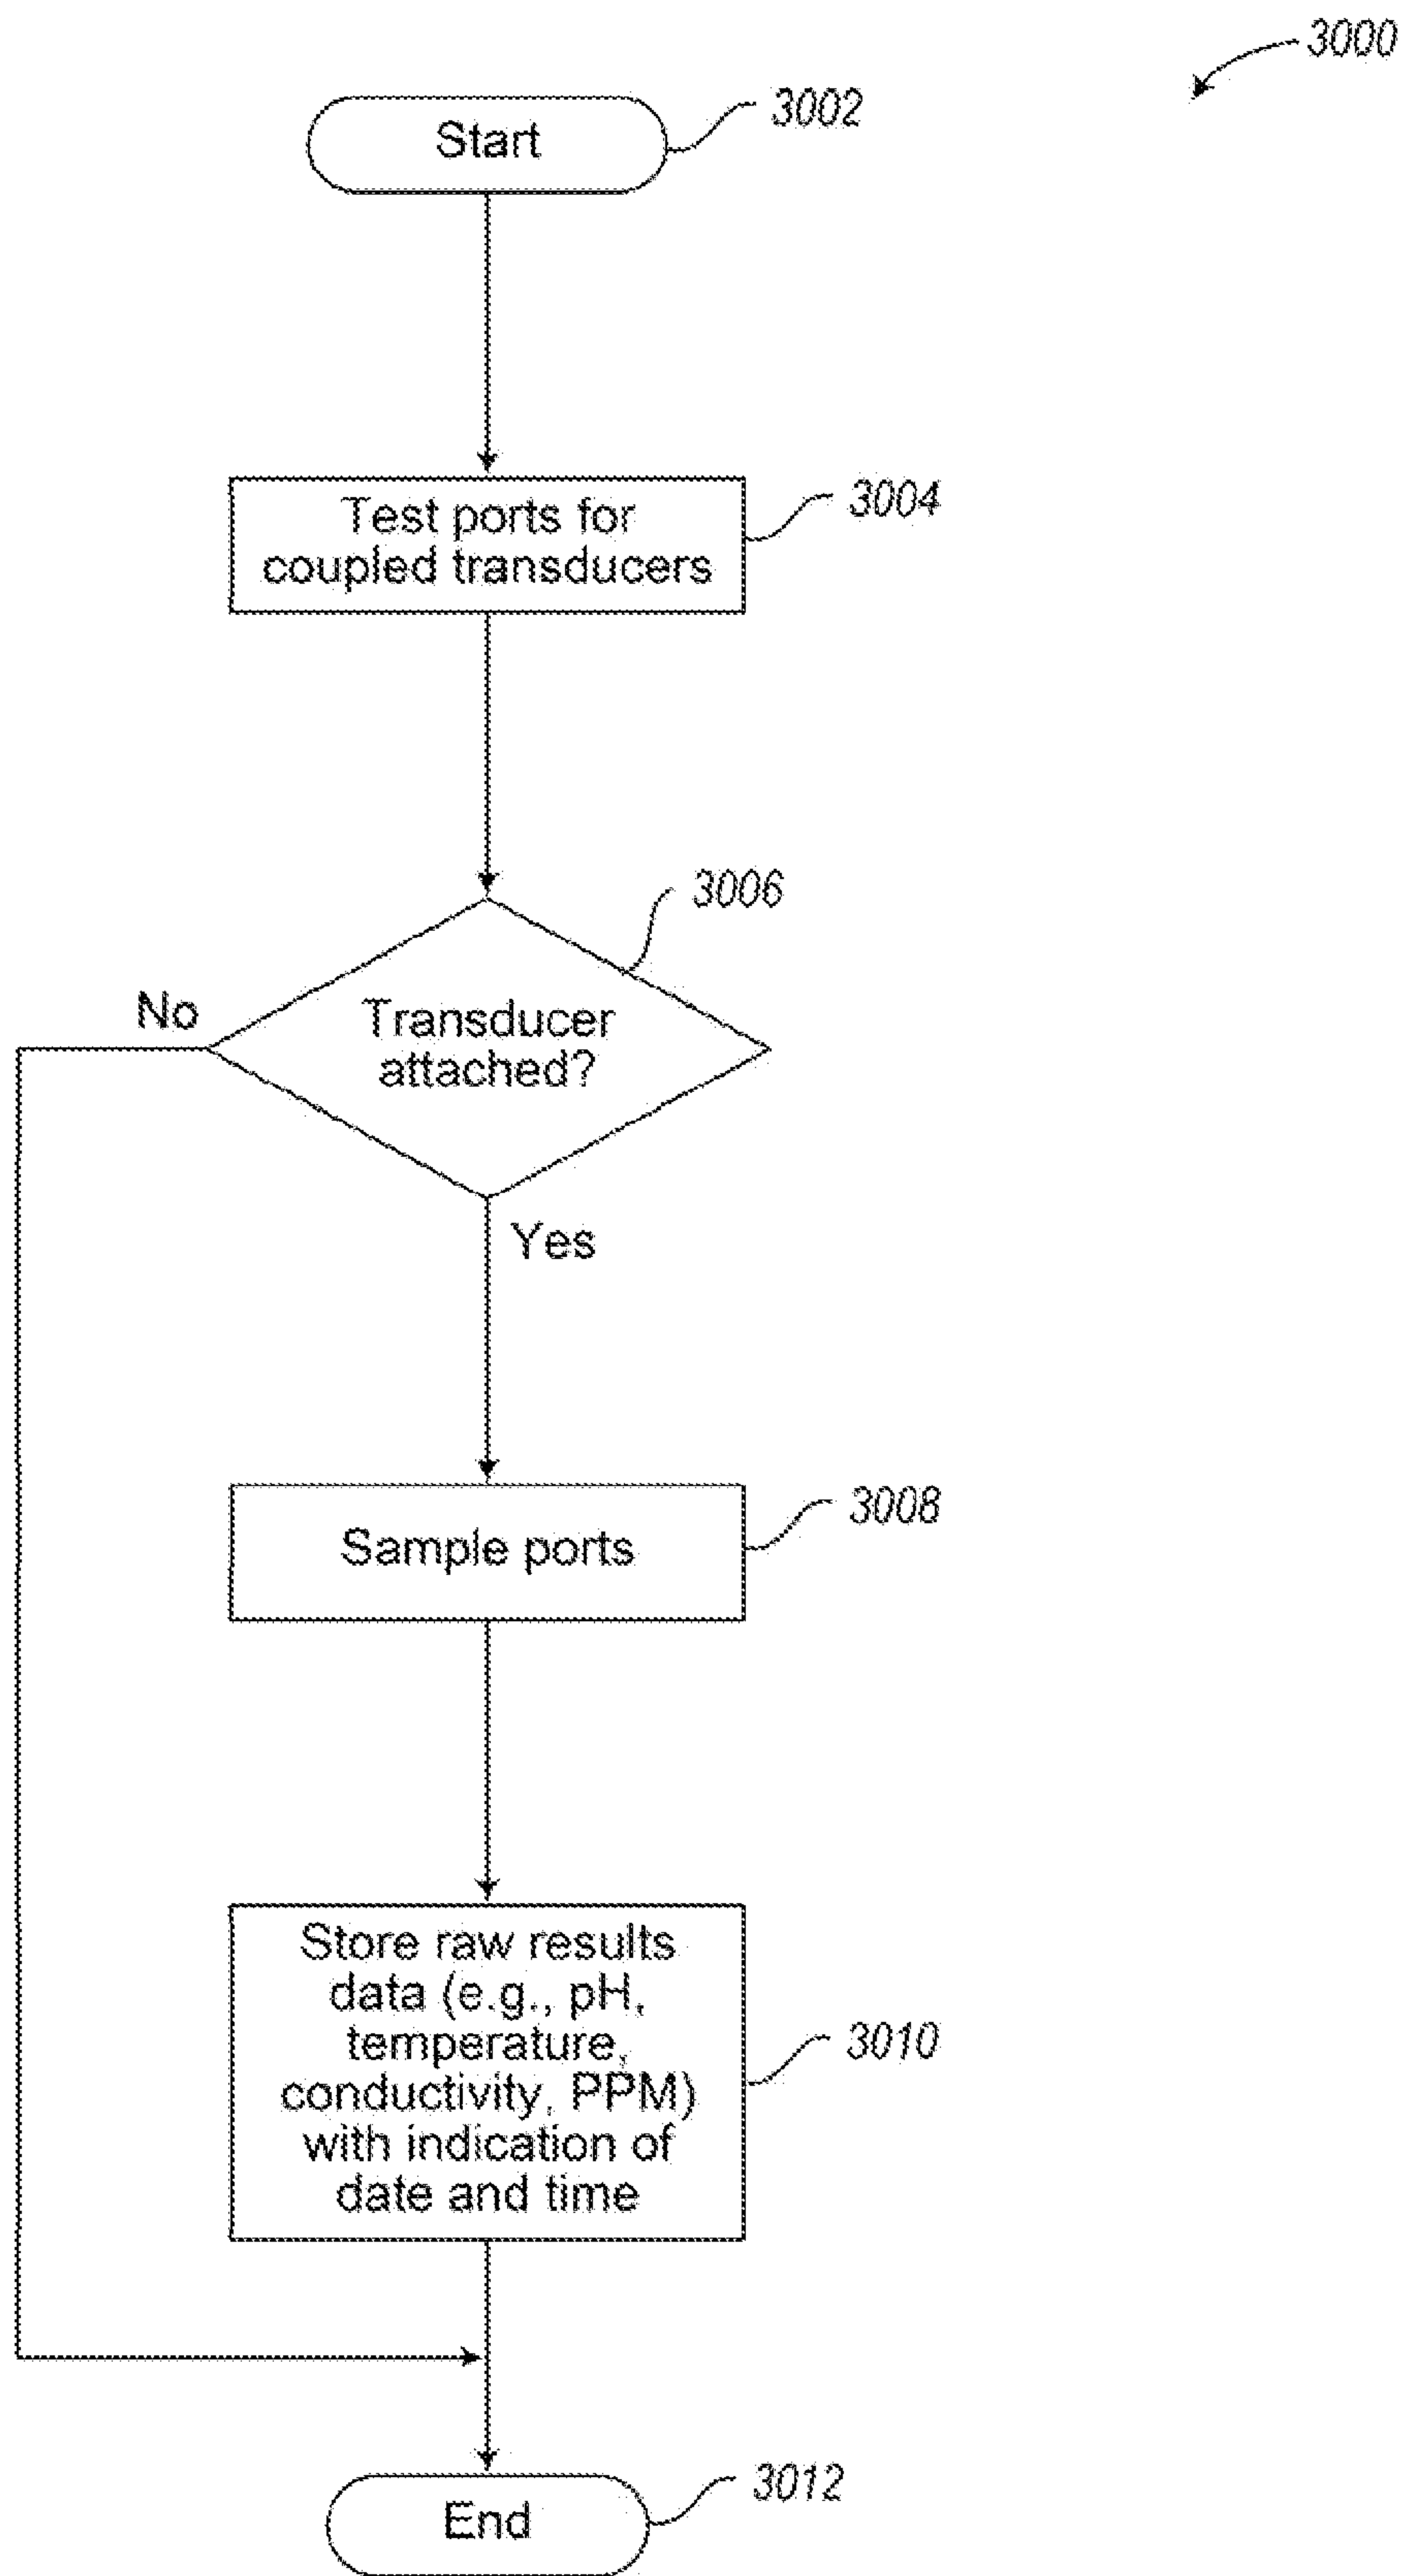 3000
Start
3002
Test ports for
coupled transducers
3004
3006
Transducer
attached?
No
Yes
Sample ports
3008
Store raw results
data (e.g., pH,
temperature,
conductivity, PPM)
with indication of
date and time
3010
End
3012